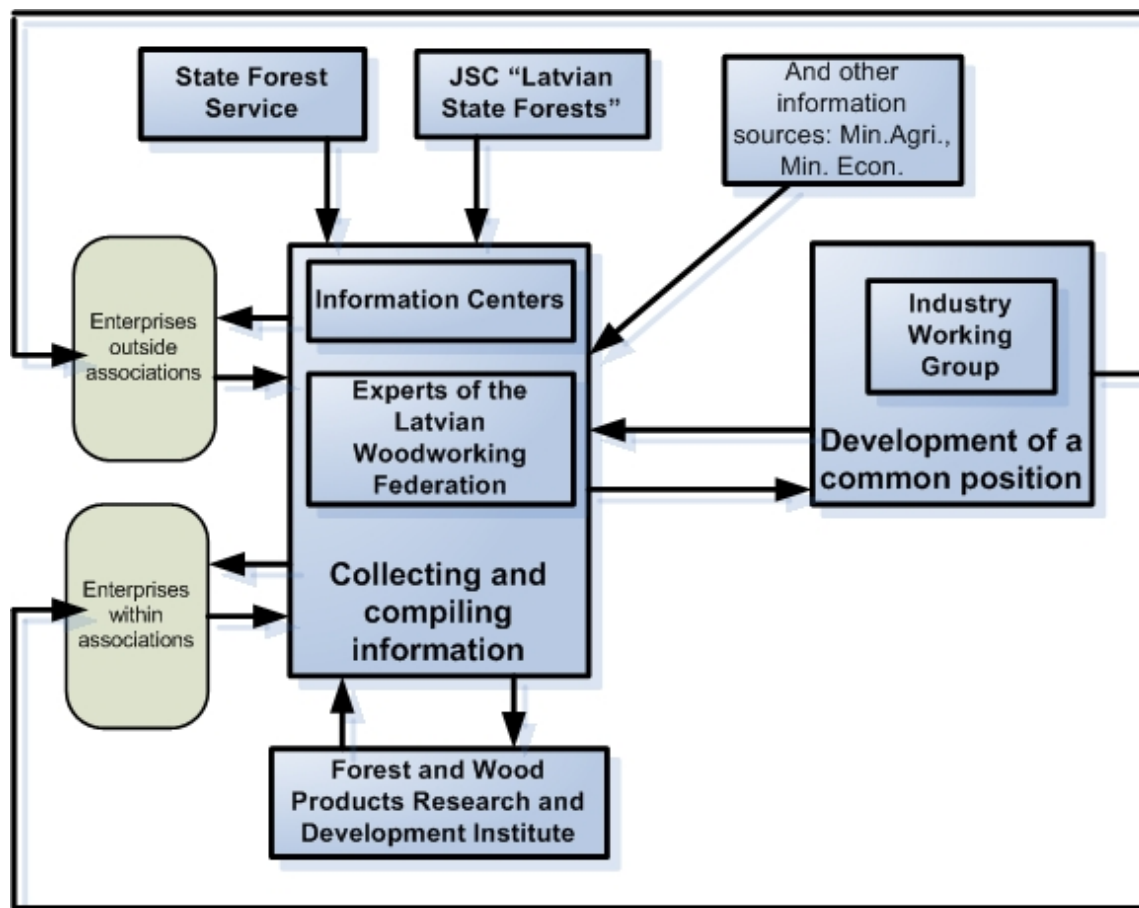 State Forest
Service
JSC “Latvian
State Forests”
And other
information
sources: Min.Agri.,
Min. Econ.
Enterprises
outside
associations
Information Centers
Experts of the
Latvian
Woodworking
Federation
Collecting and
compiling
information
Industry
Working
Group
Development of a
common position
Enterprises
within
associations
Forest and Wood
Products Research and
Development Institute